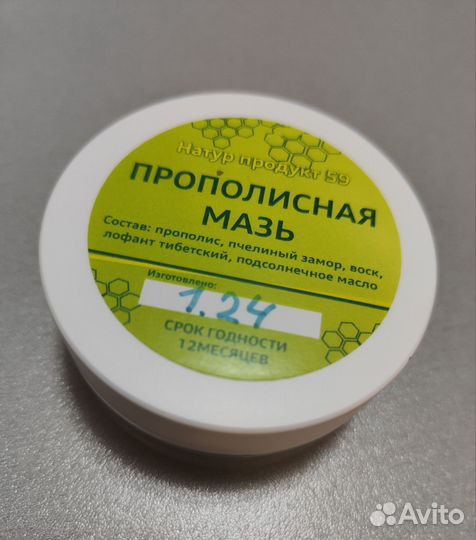 Натур продукт 59
ПРОПОЛИСНАЯ
МАЗЬ
Состав: прополис, пчелиный замор, воск,
лофант тибетский, подсолнечное масло
Изготовлено:
1.24
СРОК ГОДНОСТИ
12МЕСЯЦЕВ
Avito